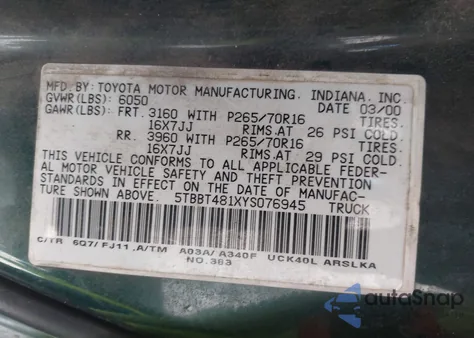 MFD. BY: TOYOTA MOTOR MANUFACTURING. INDIANA. INC.
GVWR(LBS): 6050 DATE 03/00
GAWR(LBS): FRT. 3160 WITH P265/70R16 TIRES.
16X7JJ RIMS.AT 26 PSI COLD.
RR. 3960 WITH P265/70R16 TIRES.
16X7JJ RIMS.AT 29 PSI COLD.
THIS VEHICLE CONFORMS TO ALL APPLICABLE FEDER-
AL MOTOR VEHICLE SAFETY AND THEFT PREVENTION
STANDARDS IN EFFECT ON THE DATE OF MANUFAC-
TURE SHOWN ABOVE. 5TBBT481XYS076945 TRUCK
C/TR 6Q7/FJ11 .A/TM A03A/A340F UCK40L ARSLKA
NO.383
AutoSnap